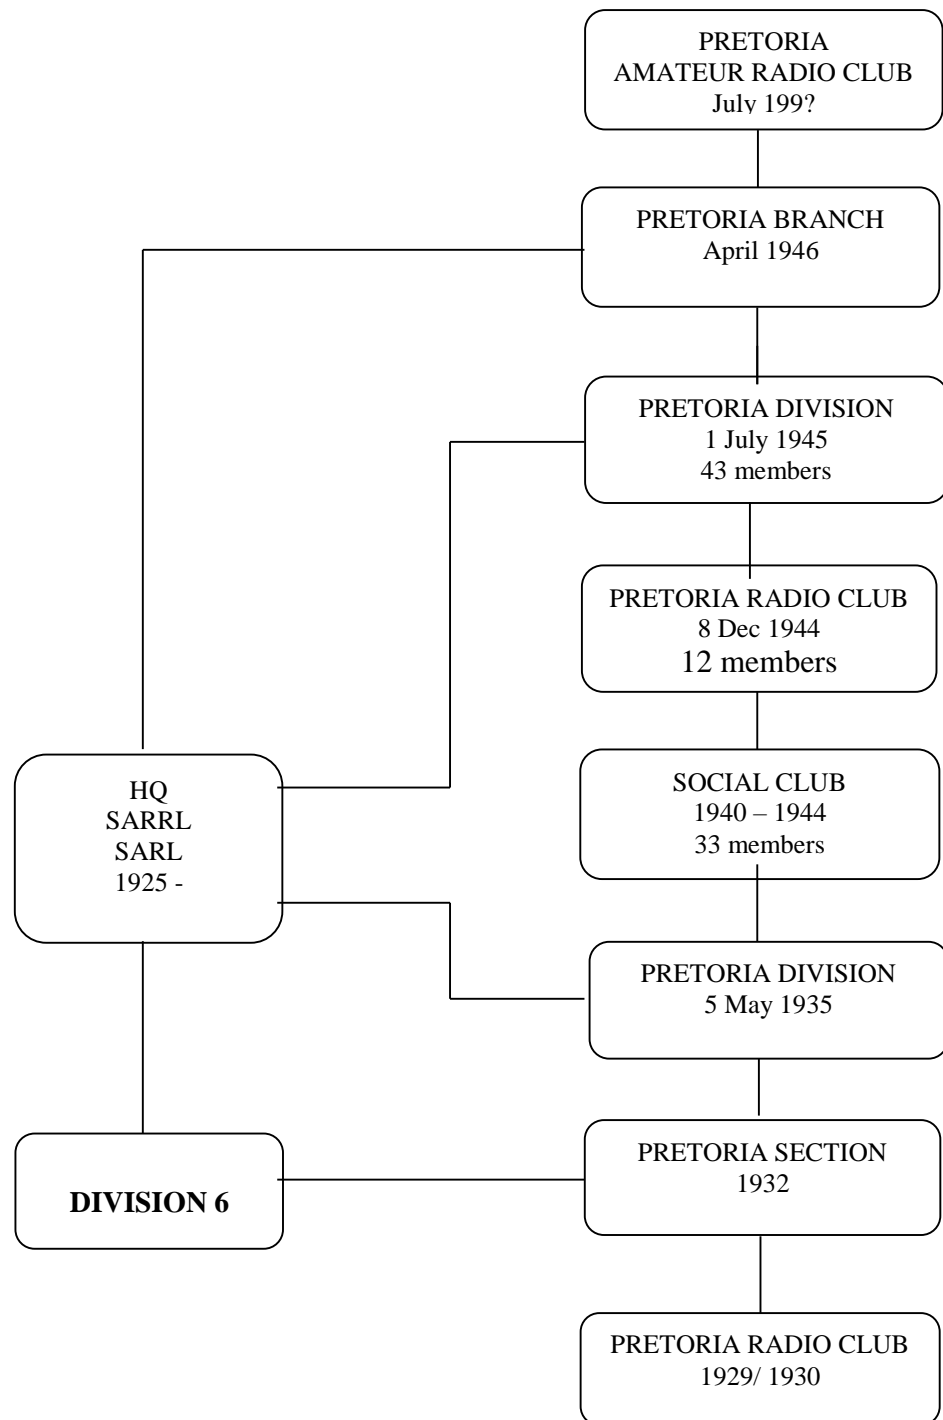 PRETORIA
AMATEUR RADIO CLUB
July 199?
PRETORIA BRANCH
April 1946
PRETORIA DIVISION
1 July 1945
43 members
PRETORIA RADIO CLUB
8 Dec 1944
12 members
HQ
SARRL
SARL
1925 -
SOCIAL CLUB
1940 – 1944
33 members
PRETORIA DIVISION
5 May 1935
DIVISION 6
PRETORIA SECTION
1932
PRETORIA RADIO CLUB
1929/ 1930